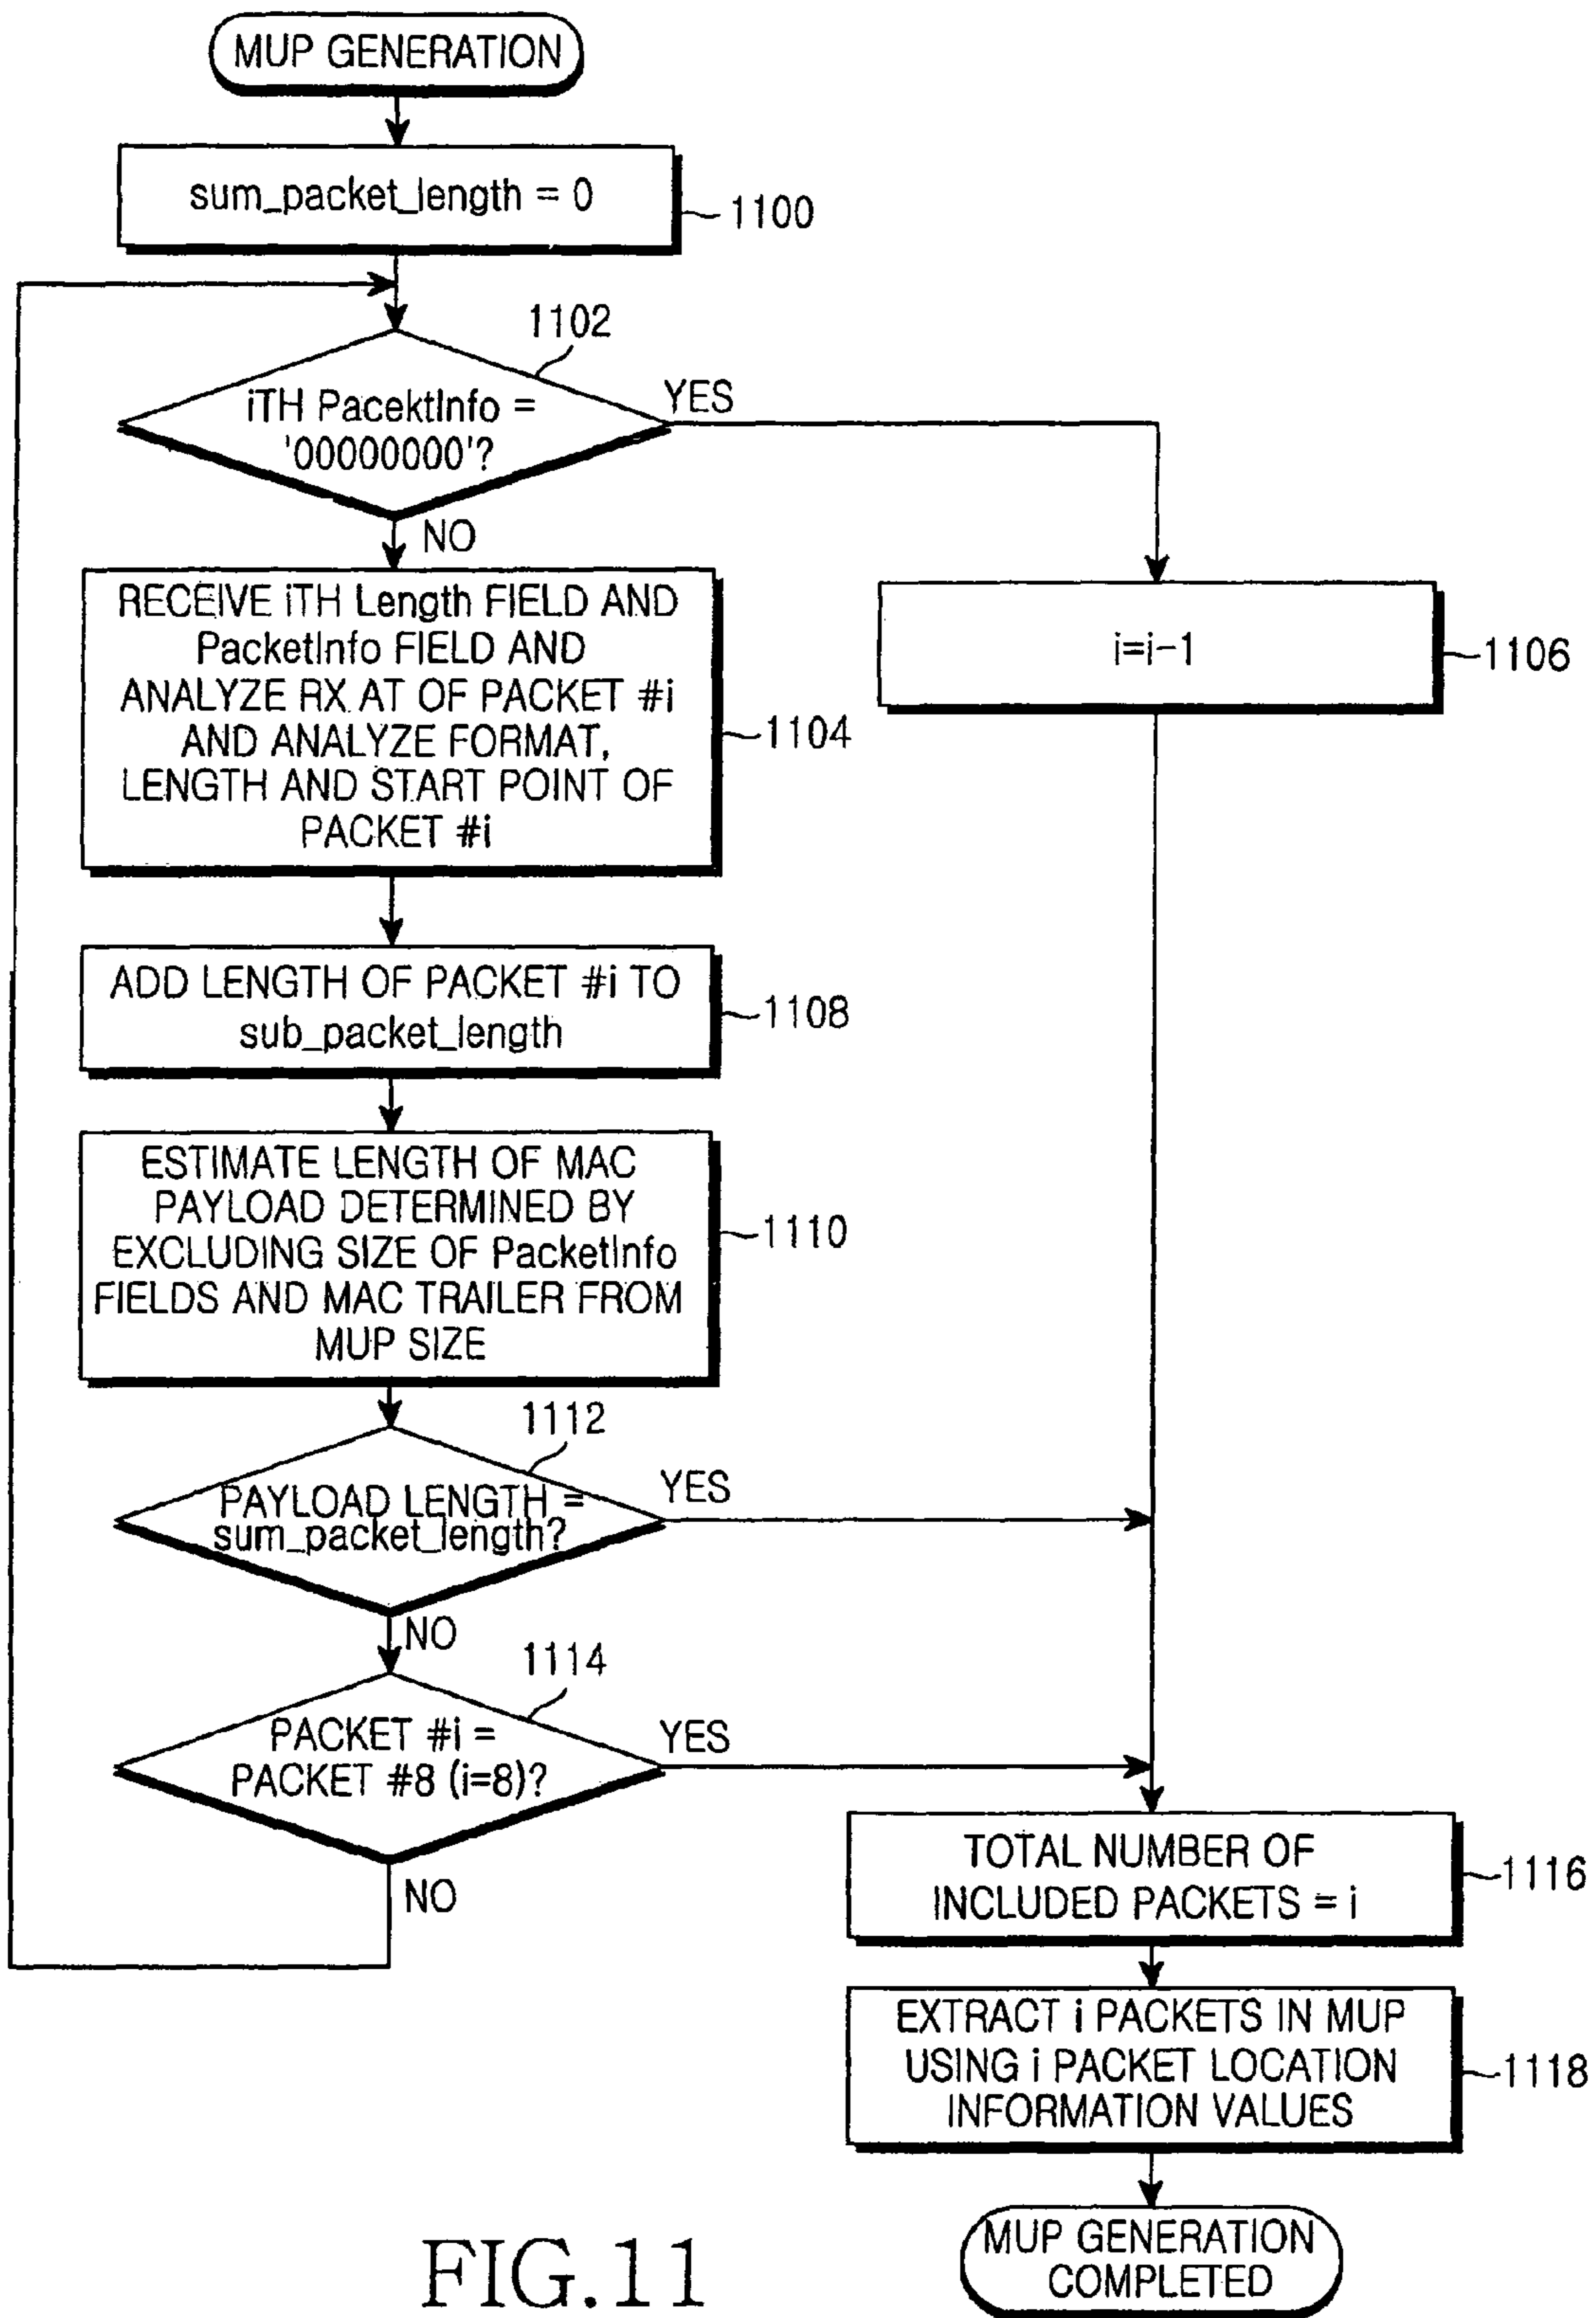 MUP GENERATION
sum_packet_length = 0
1100
1102
iTH PacektInfo =
'00000000'?
YES
NO
RECEIVE iTH Length FIELD AND
PacketInfo FIELD AND
ANALYZE RX AT OF PACKET #i
AND ANALYZE FORMAT,
LENGTH AND START POINT OF
PACKET #i
1104
i=i-1
1106
ADD LENGTH OF PACKET #i TO
sub_packet_length
1108
ESTIMATE LENGTH OF MAC
PAYLOAD DETERMINED BY
EXCLUDING SIZE OF PacketInfo
FIELDS AND MAC TRAILER FROM
MUP SIZE
1110
1112
PAYLOAD LENGTH =
sum_packet_length?
YES
NO
1114
PACKET #i =
PACKET #8 (i=8)?
YES
NO
TOTAL NUMBER OF
INCLUDED PACKETS = i
1116
EXTRACT i PACKETS IN MUP
USING i PACKET LOCATION
INFORMATION VALUES
1118
MUP GENERATION
COMPLETED
FIG.11